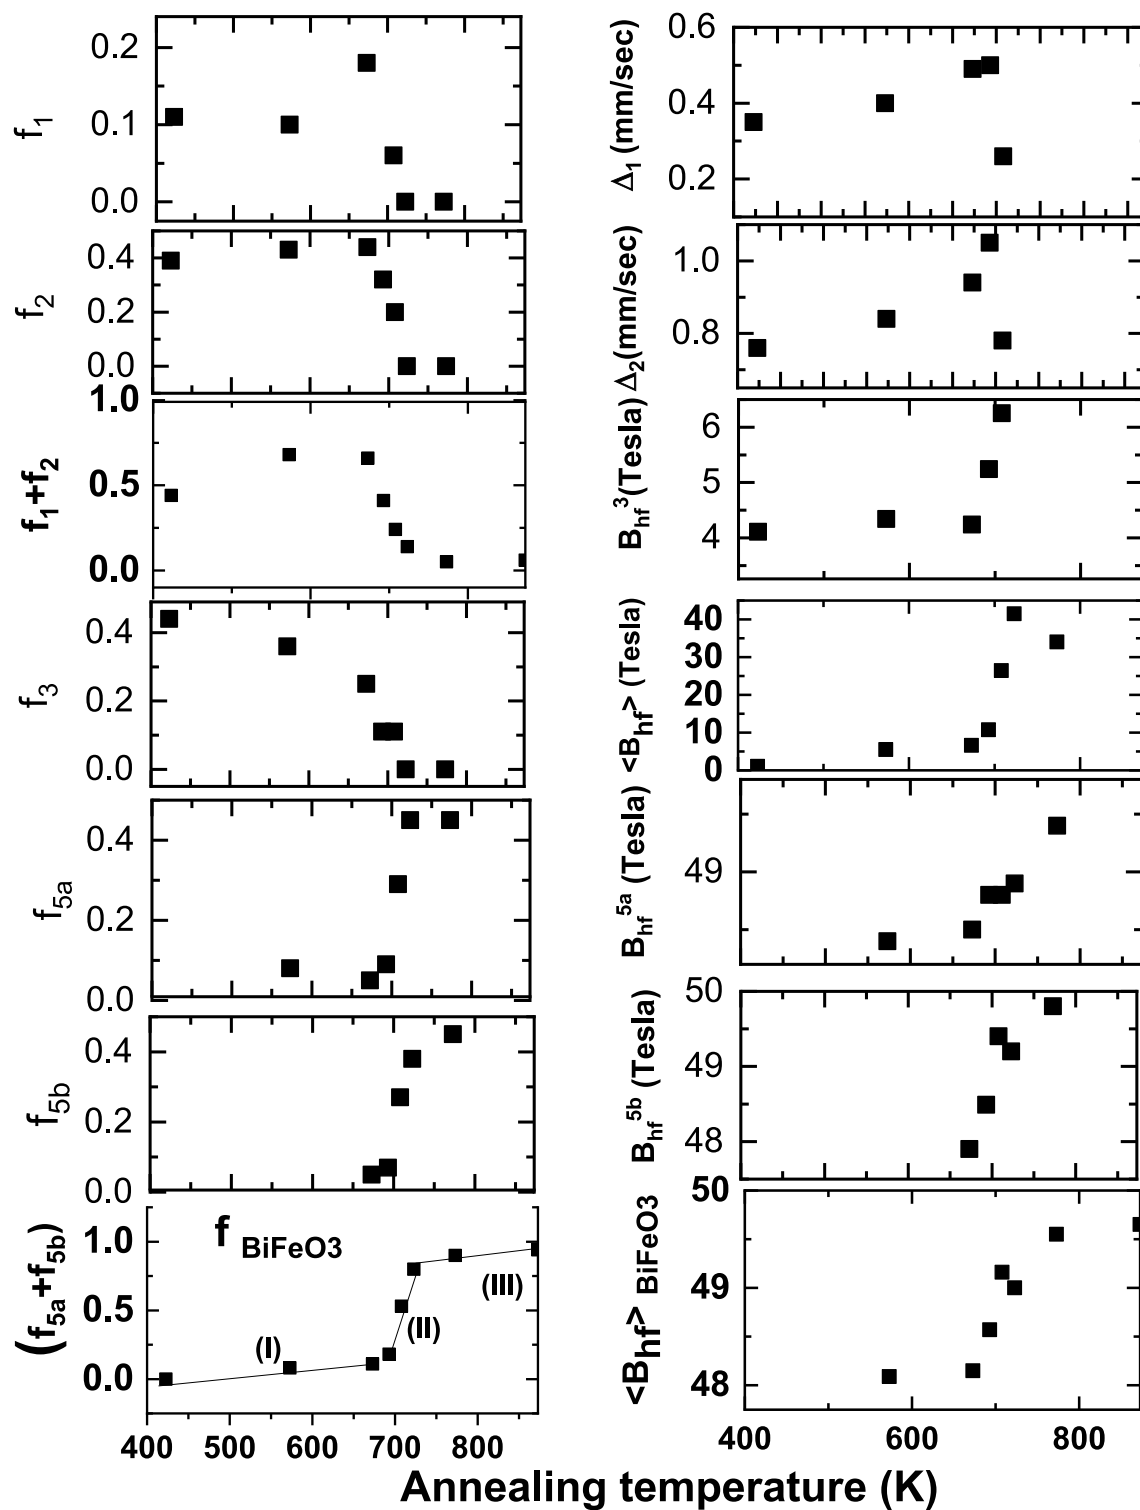 f1
0.2
0.1
0.0
f2
0.4
0.2
0.0
f1+f2
1.0
0.5
0.0
f3
0.4
0.2
0.0
f5a
0.4
0.2
0.0
f5b
0.4
0.2
0.0
(f5a+f5b)
1.0
0.5
0.0
f BiFeO3
(I)
(II)
(III)
400 500 600 700 800
Δ1 (mm/sec)
0.6
0.4
0.2
Δ2(mm/sec)
1.0
0.8
Bhf3(Tesla)
6
5
4
<Bhf> (Tesla)
40
30
20
10
0
Bhf5a (Tesla)
49
Bhf5b (Tesla)
50
49
48
<Bhf> BiFeO3
50
49
48
400 600 800
Annealing temperature (K)